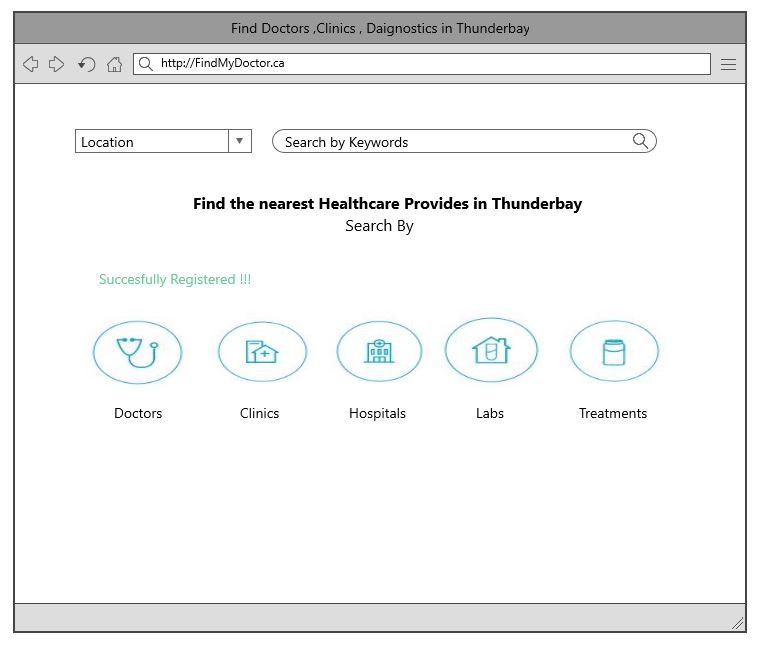 Find Doctors ,Clinics , Daignostics in Thunderbay
http://FindMyDoctor.ca
Location
Search by Keywords
Find the nearest Healthcare Provides in Thunderbay
Search By
Succesfully Registered !!!
Doctors
Clinics
Hospitals
Labs
Treatments